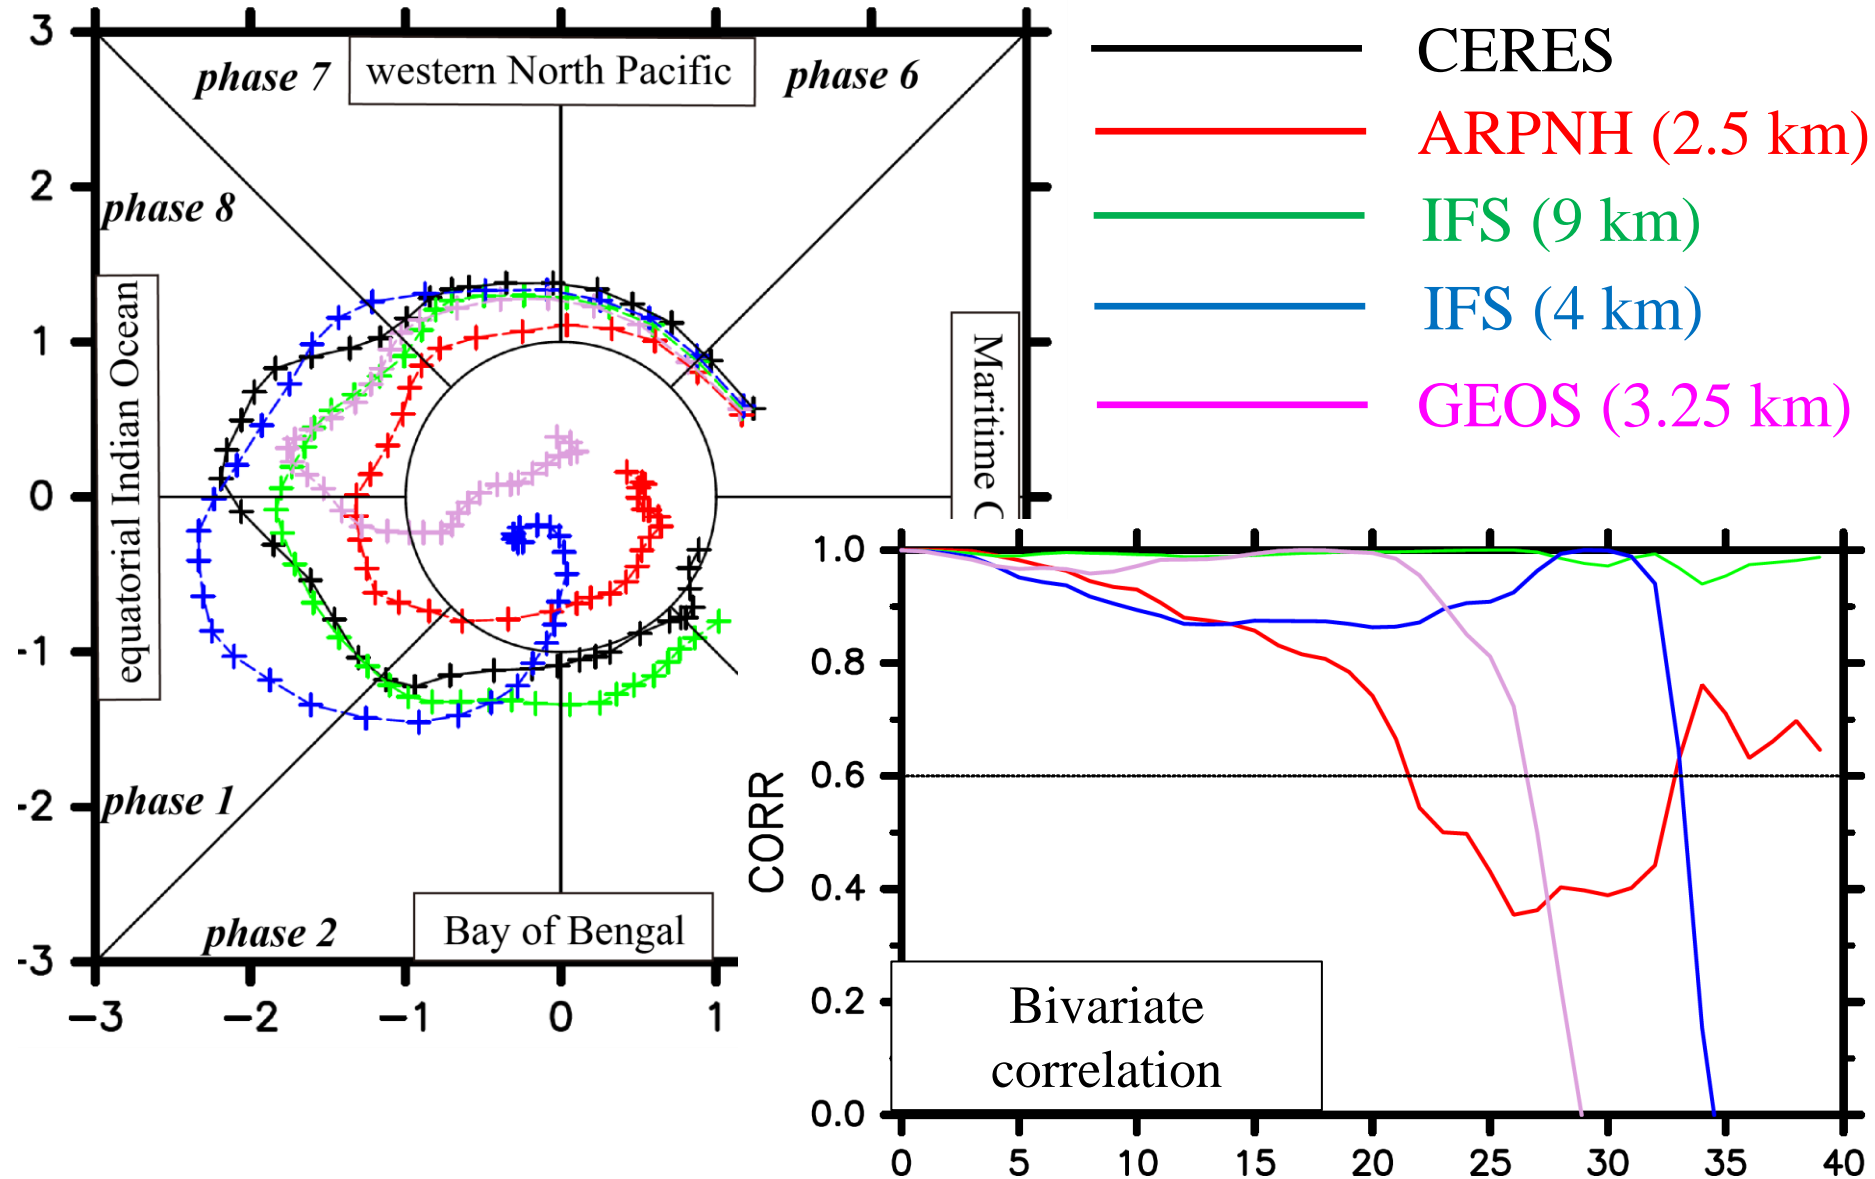 3
2
1
0
-1
-2
-3
−3
−2
−1
0
1
phase 7
western North Pacific
phase 6
phase 8
equatorial Indian Ocean
Maritime C
phase 1
phase 2
Bay of Bengal
CERES
ARPNH (2.5 km)
IFS (9 km)
IFS (4 km)
GEOS (3.25 km)
CORR
1.0
0.8
0.6
0.4
0.2
0.0
Bivariate
correlation
0
5
10
15
20
25
30
35
40